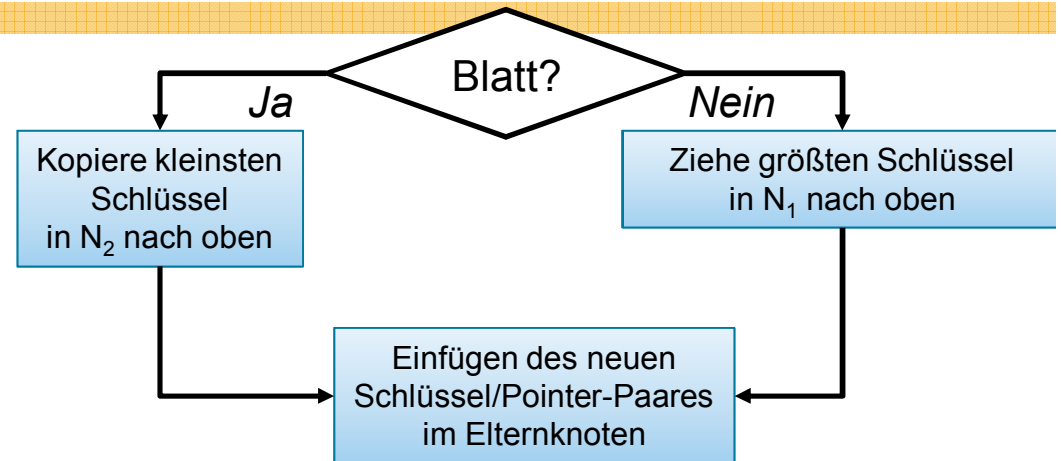 Blatt?
Ja
Nein
Kopiere kleinsten
Schlüssel
in N₂ nach oben
Ziehe größten Schlüssel
in N₁ nach oben
Einfügen des neuen
Schlüssel/Pointer-Paares
im Elternknoten